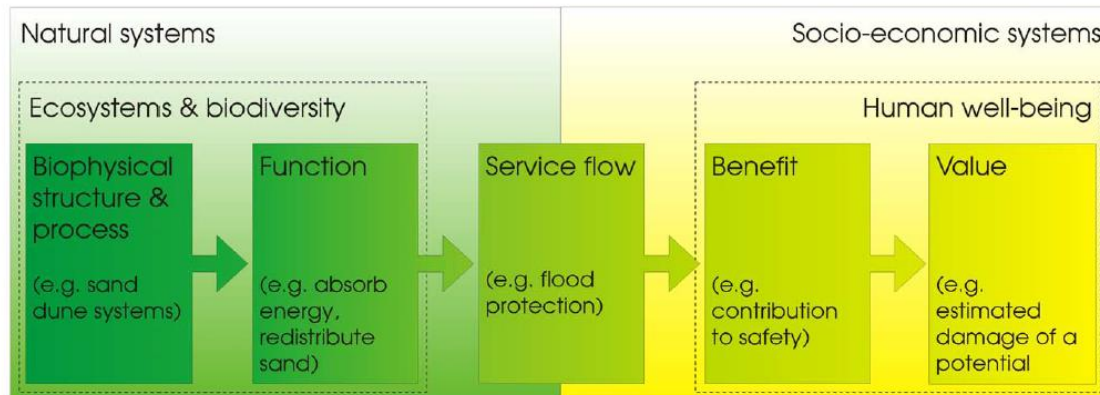 Natural systems
Socio-economic systems
Ecosystems & biodiversity
Human well-being
Biophysical
structure &
process
(e.g. sand
dune systems)
Function
(e.g. absorb
energy,
redistribute
sand)
Service flow
(e.g. flood
protection)
Benefit
(e.g.
contribution
to safety)
Value
(e.g.
estimated
damage of a
potential